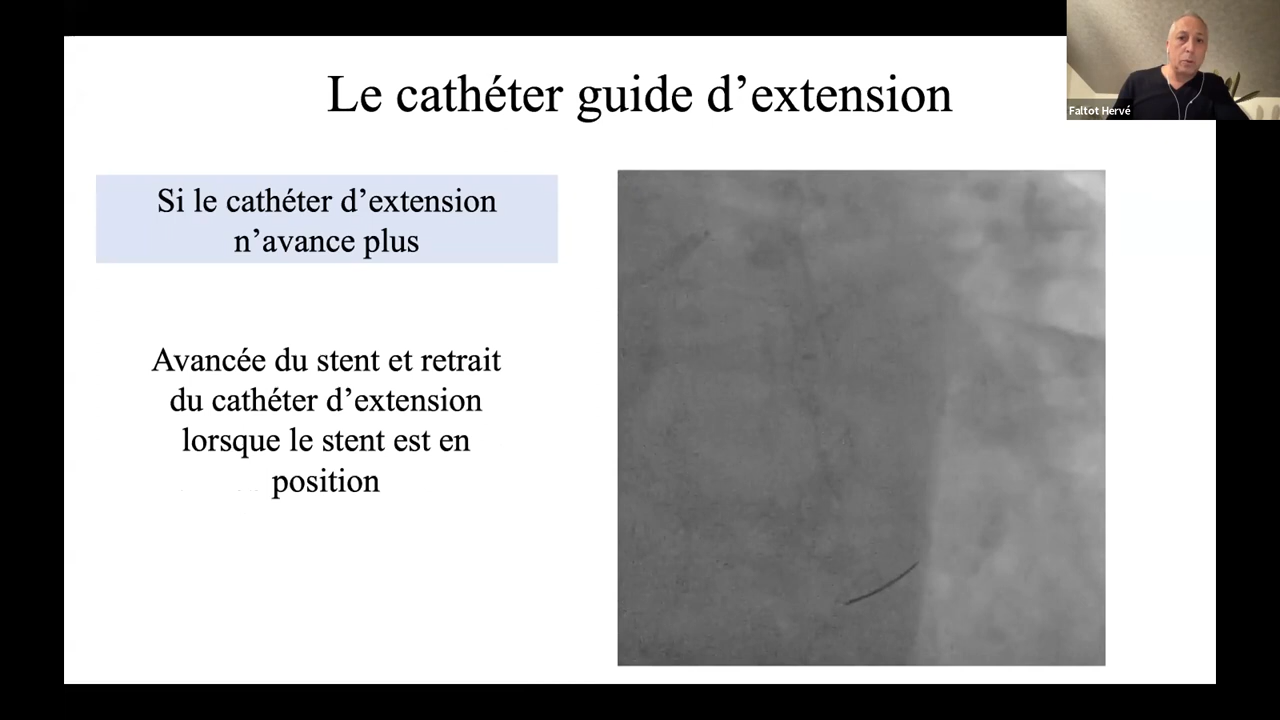 Le cathéter guide d’extension
Faltot Hervé
Si le cathéter d’extension
n’avance plus
Avancée du stent et retrait
du cathéter d’extension
lorsque le stent est en
position